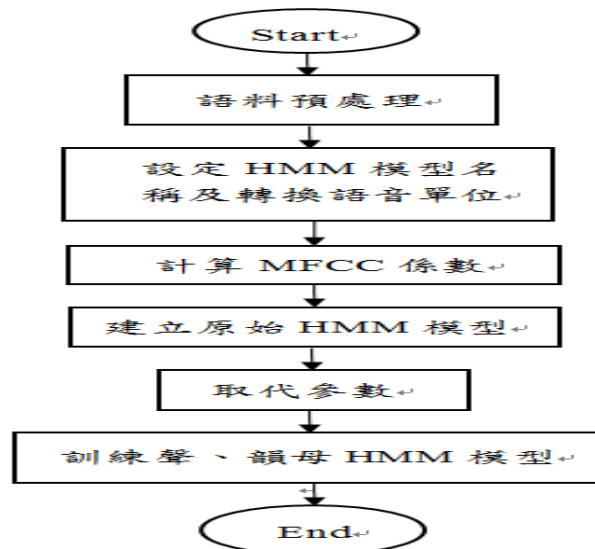 Start
語料預處理
設定 HMM 模型名
稱及轉換語音單位
計算 MFCC 係數
建立原始 HMM 模型
取代參數
訓練聲、韻母 HMM 模型
End